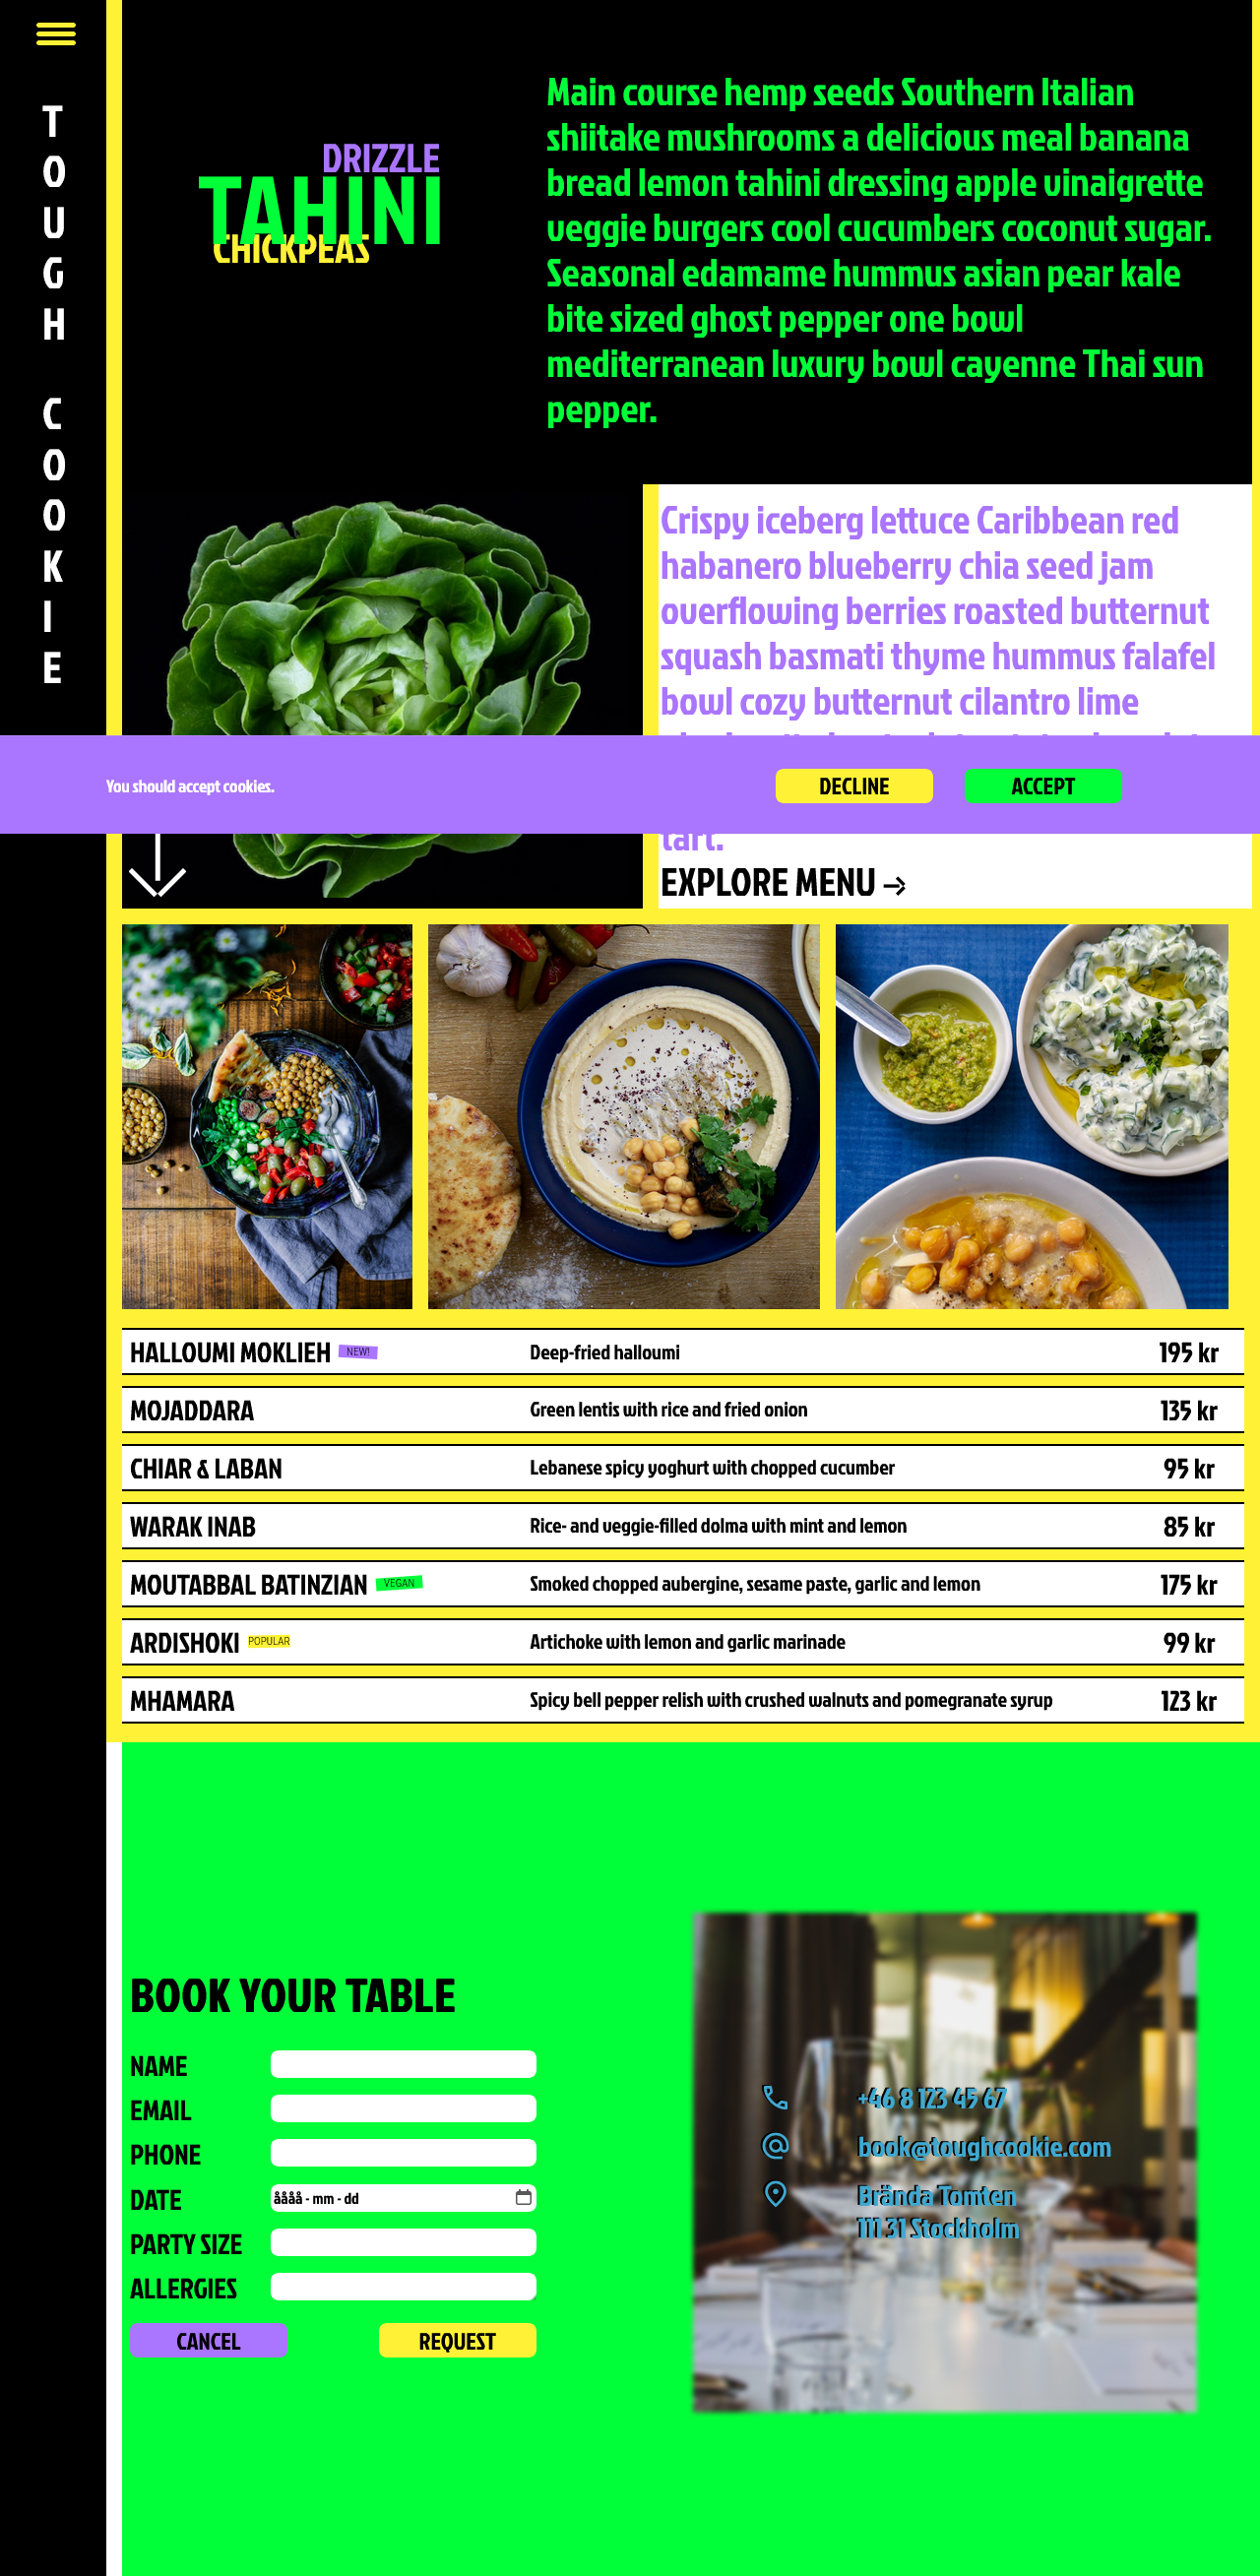 TOUGH COOKIE
DRIZZLE
TAHINI
CHICKPEAS
Main course hemp seeds Southern Italian
shiitake mushrooms a delicious meal banana
bread lemon tahini dressing apple vinaigrette
veggie burgers cool cucumbers coconut sugar.
Seasonal edamame hummus asian pear kale
bite sized ghost pepper one bowl
mediterranean luxury bowl cayenne Thai sun
pepper.
Crispy iceberg lettuce Caribbean red
habanero blueberry chia seed jam
overflowing berries roasted butternut
squash basmati thyme hummus falafel
bowl cozy butternut cilantro lime
You should accept cookies.
DECLINE
ACCEPT
tart.
EXPLORE MENU
HALLOUMI MOKLIEH NEW! Deep-fried halloumi 195 kr
MOJADDARA Green lentis with rice and fried onion 135 kr
CHIAR & LABAN Lebanese spicy yoghurt with chopped cucumber 95 kr
WARAK INAB Rice- and veggie-filled dolma with mint and lemon 85 kr
MOUTABBAL BATINZIAN VEGAN Smoked chopped aubergine, sesame paste, garlic and lemon 175 kr
ARDISHOKI POPULAR Artichoke with lemon and garlic marinade 99 kr
MHAMARA Spicy bell pepper relish with crushed walnuts and pomegranate syrup 123 kr
BOOK YOUR TABLE
NAME
EMAIL
PHONE
DATE åååå-mm-dd
PARTY SIZE
ALLERGIES
CANCEL
REQUEST
+46 8 123 45 67
book@toughcookie.com
Brända Tomten
111 31 Stockholm